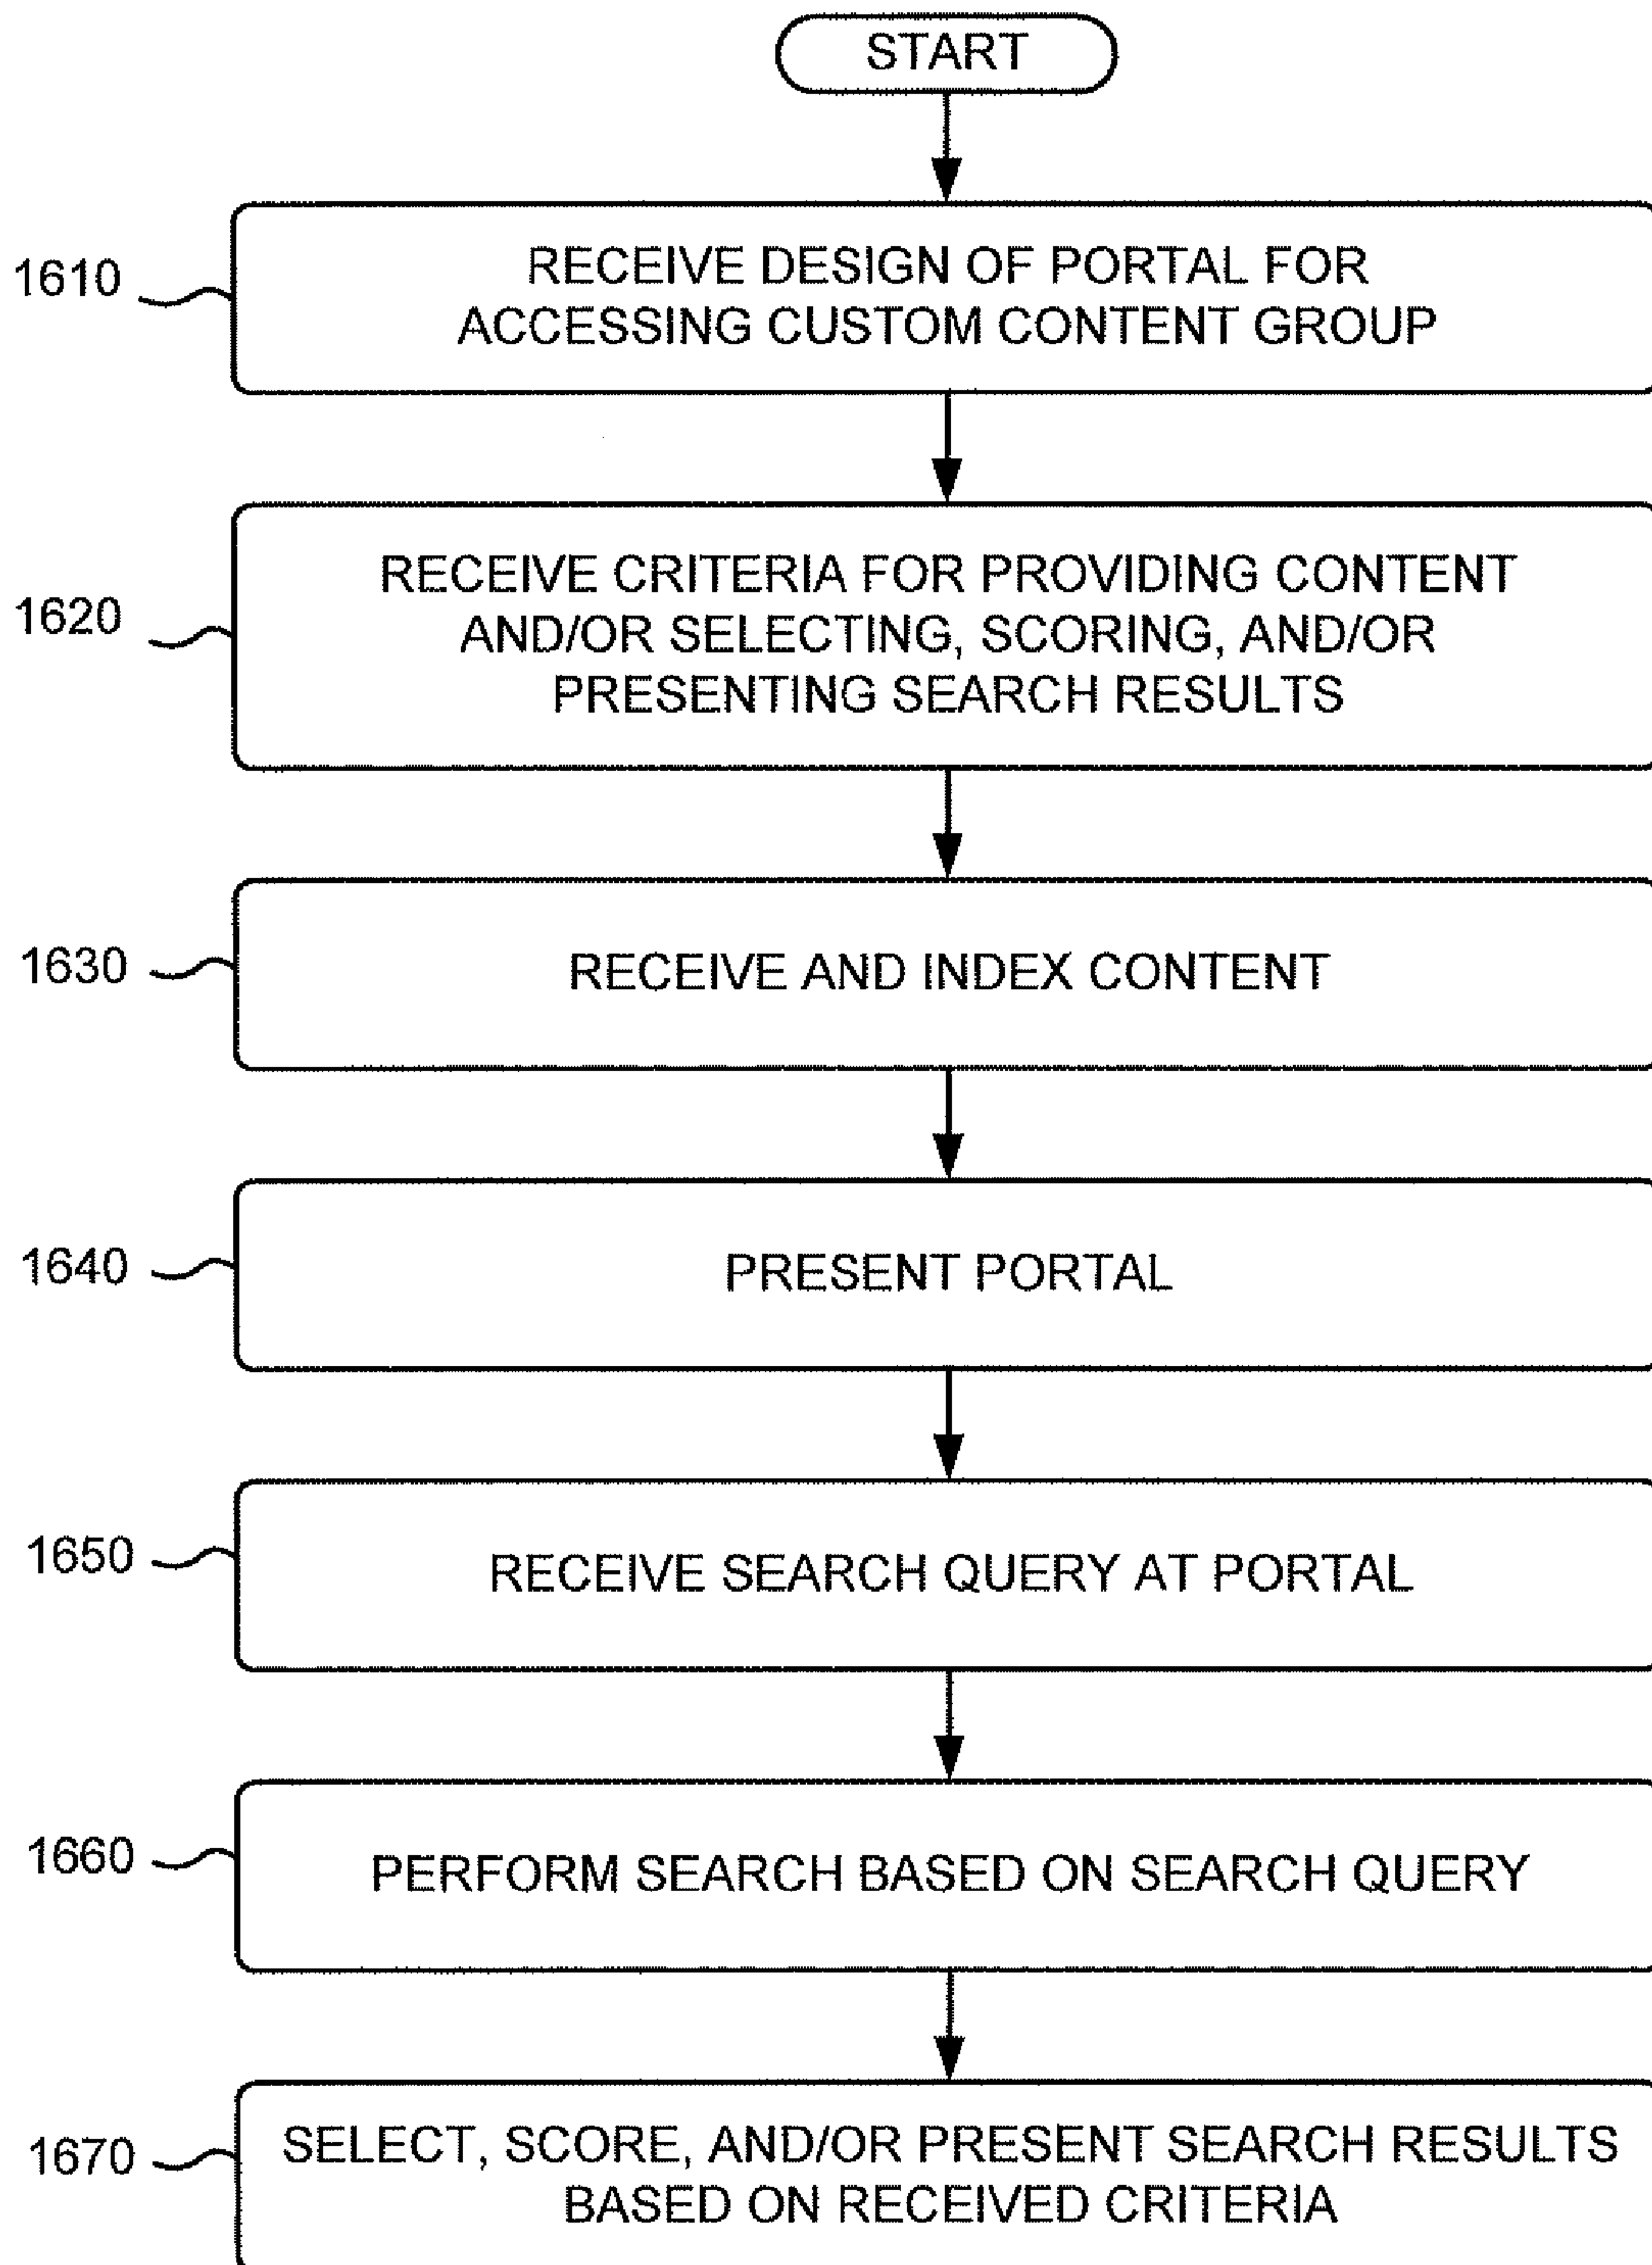 START
1610
RECEIVE DESIGN OF PORTAL FOR
ACCESSING CUSTOM CONTENT GROUP
1620
RECEIVE CRITERIA FOR PROVIDING CONTENT
AND/OR SELECTING, SCORING, AND/OR
PRESENTING SEARCH RESULTS
1630
RECEIVE AND INDEX CONTENT
1640
PRESENT PORTAL
1650
RECEIVE SEARCH QUERY AT PORTAL
1660
PERFORM SEARCH BASED ON SEARCH QUERY
1670
SELECT, SCORE, AND/OR PRESENT SEARCH RESULTS
BASED ON RECEIVED CRITERIA